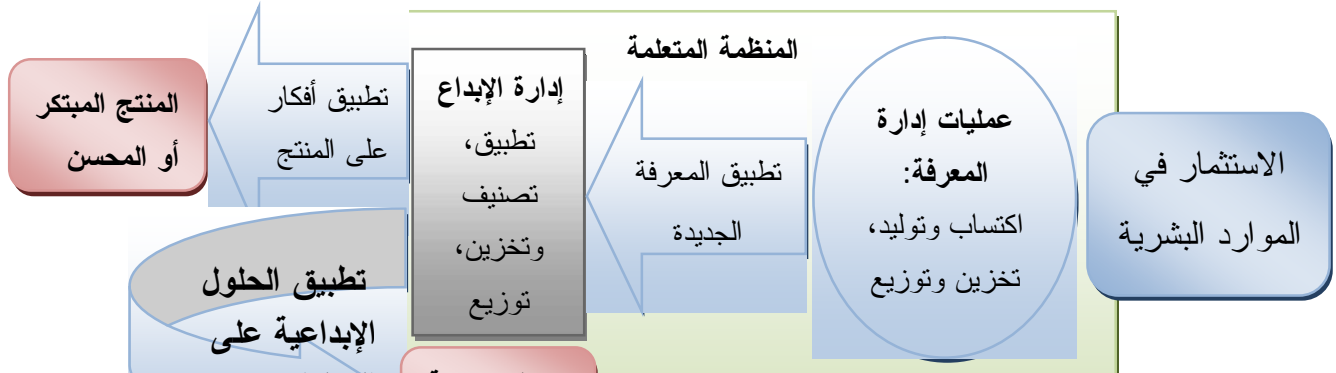 المنظمة المتعلمة
الاستثمار في
الموارد البشرية
عمليات إدارة
المعرفة:
اكتساب وتوليد،
تخزين وتوزيع
تطبيق المعرفة
الجديدة
إدارة الإبداع
تطبيق،
تصنيف
وتخزين،
توزيع
تطبيق أفكار
على المنتج
المنتج المبتكر
أو المحسن
تطبيق الحلول
الإبداعية على